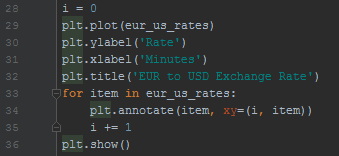 28 i = 0
29 plt.plot(eur_us_rates)
30 plt.ylabel('Rate')
31 plt.xlabel('Minutes')
32 plt.title('EUR to USD Exchange Rate')
33 for item in eur_us_rates:
34     plt.annotate(item, xy=(i, item))
35     i += 1
36 plt.show()